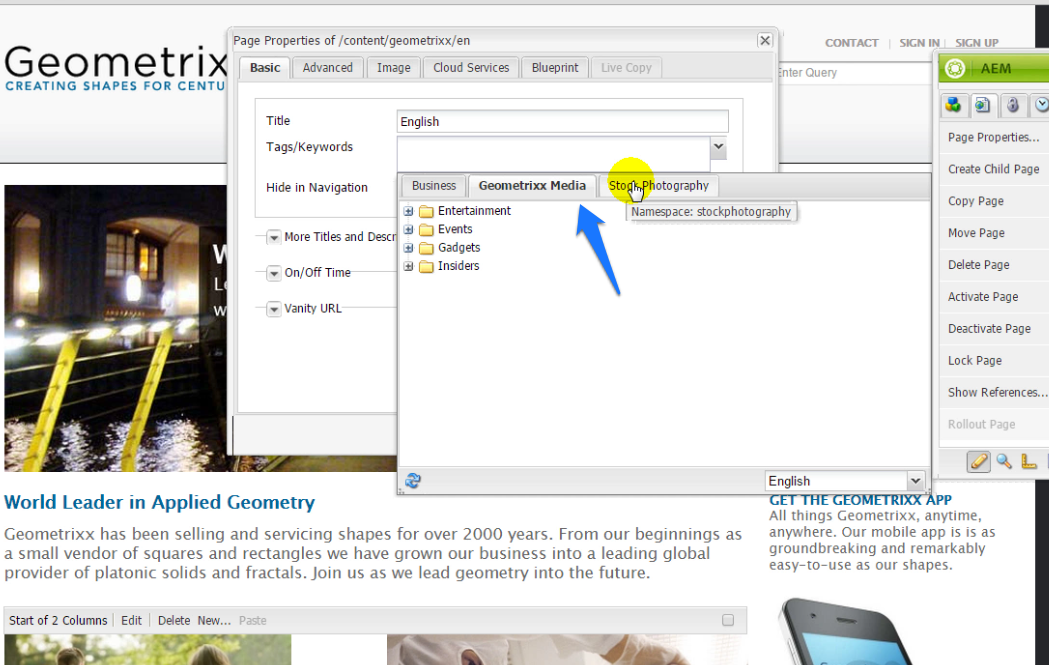 Geometrixx
CREATING SHAPES FOR CENTU
CONTACT | SIGN IN | SIGN UP
Enter Query
Page Properties of /content/geometrixx/en
Basic Advanced Image Cloud Services Blueprint Live Copy
Title English
Tags/Keywords
Hide in Navigation
More Titles and Descr
On/Off Time
Vanity URL
Business Geometrixx Media Stock Photography
Namespace: stockphotography
Entertainment
Events
Gadgets
Insiders
English
AEM
Page Properties...
Create Child Page
Copy Page
Move Page
Delete Page
Activate Page
Deactivate Page
Lock Page
Show References...
Rollout Page
World Leader in Applied Geometry
Geometrixx has been selling and servicing shapes for over 2000 years. From our beginnings as
a small vendor of squares and rectangles we have grown our business into a leading global
provider of platonic solids and fractals. Join us as we lead geometry into the future.
GET THE GEOMETRIXX APP
All things Geometrixx, anytime,
anywhere. Our mobile app is is as
groundbreaking and remarkably
easy-to-use as our shapes.
Start of 2 Columns | Edit | Delete New... Paste